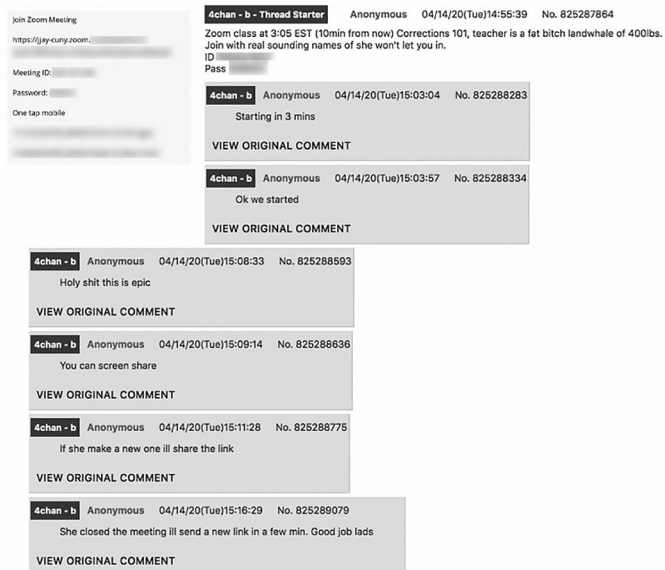 Join Zoom Meeting
https://jjay-cuny.zoom.
Meeting ID:
Password:
One tap mobile
4chan - b - Thread Starter Anonymous 04/14/20(Tue)14:55:39 No. 825287864
Zoom class at 3:05 EST (10min from now) Corrections 101, teacher is a fat bitch landwhale of 400lbs.
Join with real sounding names of she won't let you in.
ID
Pass
4chan - b Anonymous 04/14/20(Tue)15:03:04 No. 825288283
Starting in 3 mins
VIEW ORIGINAL COMMENT
4chan - b Anonymous 04/14/20(Tue)15:03:57 No. 825288334
Ok we started
VIEW ORIGINAL COMMENT
4chan - b Anonymous 04/14/20(Tue)15:08:33 No. 825288593
Holy shit this is epic
VIEW ORIGINAL COMMENT
4chan - b Anonymous 04/14/20(Tue)15:09:14 No. 825288636
You can screen share
VIEW ORIGINAL COMMENT
4chan - b Anonymous 04/14/20(Tue)15:11:28 No. 825288775
If she make a new one ill share the link
VIEW ORIGINAL COMMENT
4chan - b Anonymous 04/14/20(Tue)15:16:29 No. 825289079
She closed the meeting ill send a new link in a few min. Good job lads
VIEW ORIGINAL COMMENT